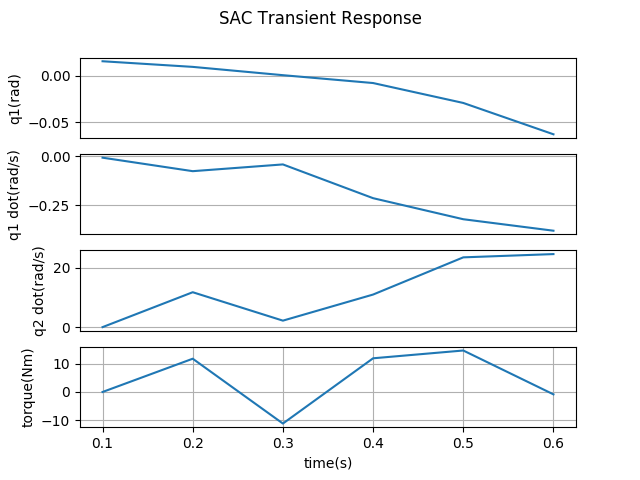 SAC Transient Response
0.00
−0.05
q1(rad)
0.00
−0.25
q1 dot(rad/s)
20
0
q2 dot(rad/s)
10
0
−10
torque(Nm)
0.1 0.2 0.3 0.4 0.5 0.6
time(s)